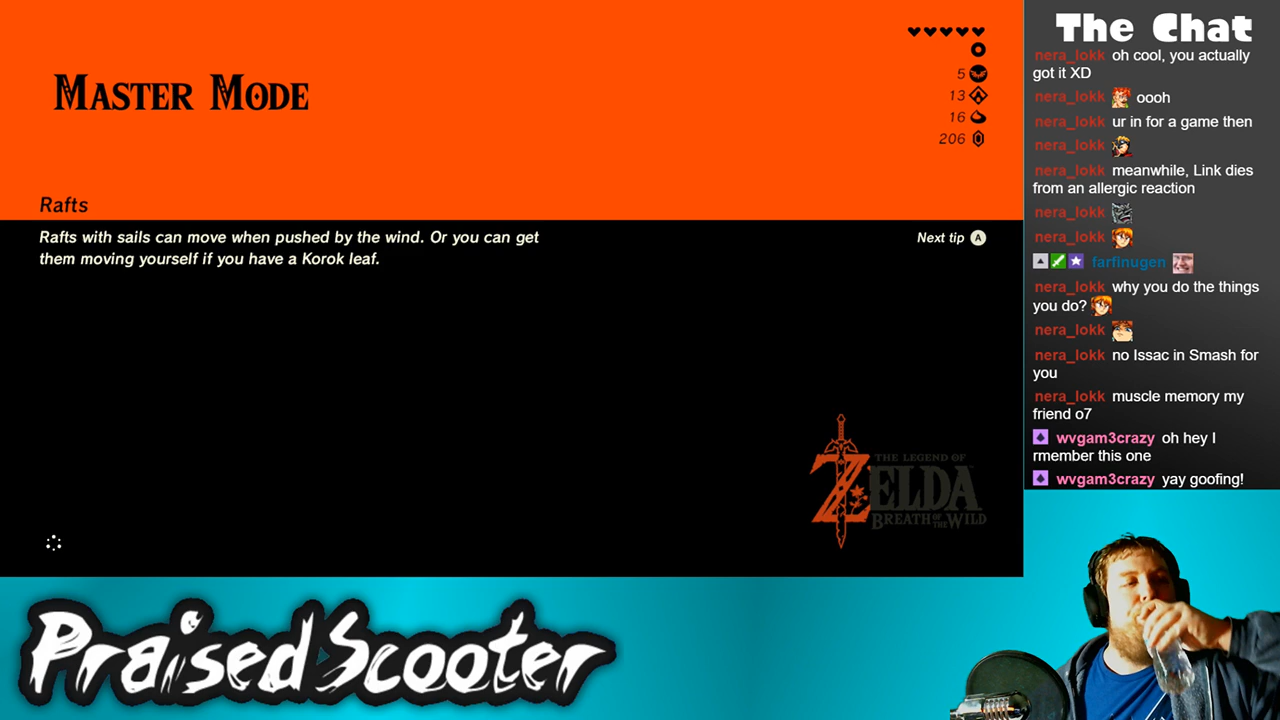 MASTER MODE
5
13
16
206
Rafts
Rafts with sails can move when pushed by the wind. Or you can get
them moving yourself if you have a Korok leaf.
Next tip A
THE LEGEND OF
ZELDA
BREATH OF THE WILD
The Chat
nera_lokk oh cool, you actually
got it XD
nera_lokk oooh
nera_lokk ur in for a game then
nera_lokk
nera_lokk meanwhile, Link dies
from an allergic reaction
nera_lokk
nera_lokk
farfinugen
nera_lokk why you do the things
you do?
nera_lokk
nera_lokk no Issac in Smash for
you
nera_lokk muscle memory my
friend o7
wvgam3crazy oh hey I
rmember this one
wvgam3crazy yay goofing!
PraisedScooter